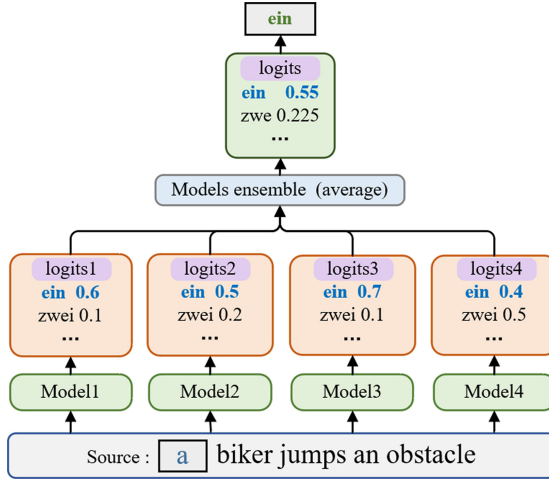 ein
logits
ein 0.55
zwe 0.225
...
Models ensemble (average)
logits1 logits2 logits3 logits4
ein 0.6 ein 0.5 ein 0.7 ein 0.4
zwei 0.1 zwei 0.2 zwei 0.1 zwei 0.5
... ... ... ...
Model1 Model2 Model3 Model4
Source : a biker jumps an obstacle